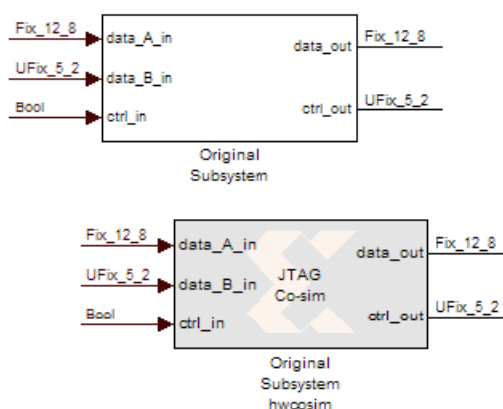 Fix_12_8
data_A_in
data_out
Fix_12_8
UFix_5_2
data_B_in
Bool
ctrl_in
ctrl_out
UFix_5_2
Original
Subsystem
Fix_12_8
data_A_in
data_out
Fix_12_8
UFix_5_2
data_B_in
JTAG
Co-sim
Bool
ctrl_in
ctrl_out
UFix_5_2
Original
Subsystem
hwcosim